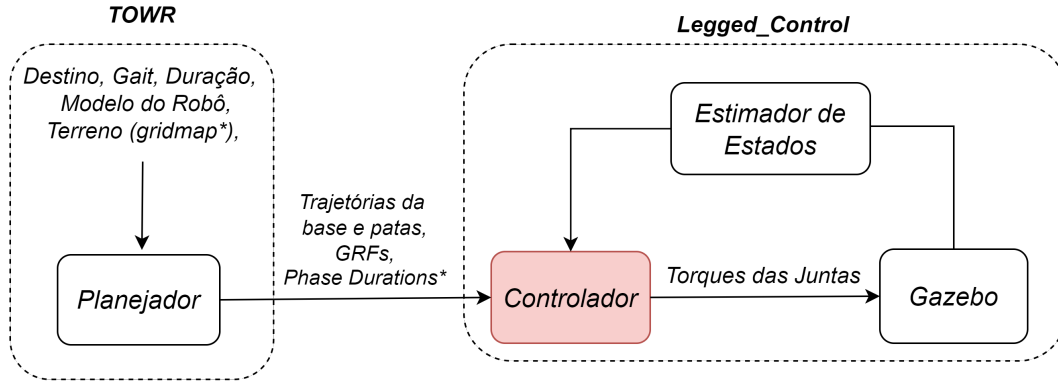 TOWR
Destino, Gait, Duração,
Modelo do Robô,
Terreno (gridmap*),
Planejador
Trajetórias da
base e patas,
GRFs,
Phase Durations*
Legged_Control
Estimador de
Estados
Controlador
Torques das Juntas
Gazebo